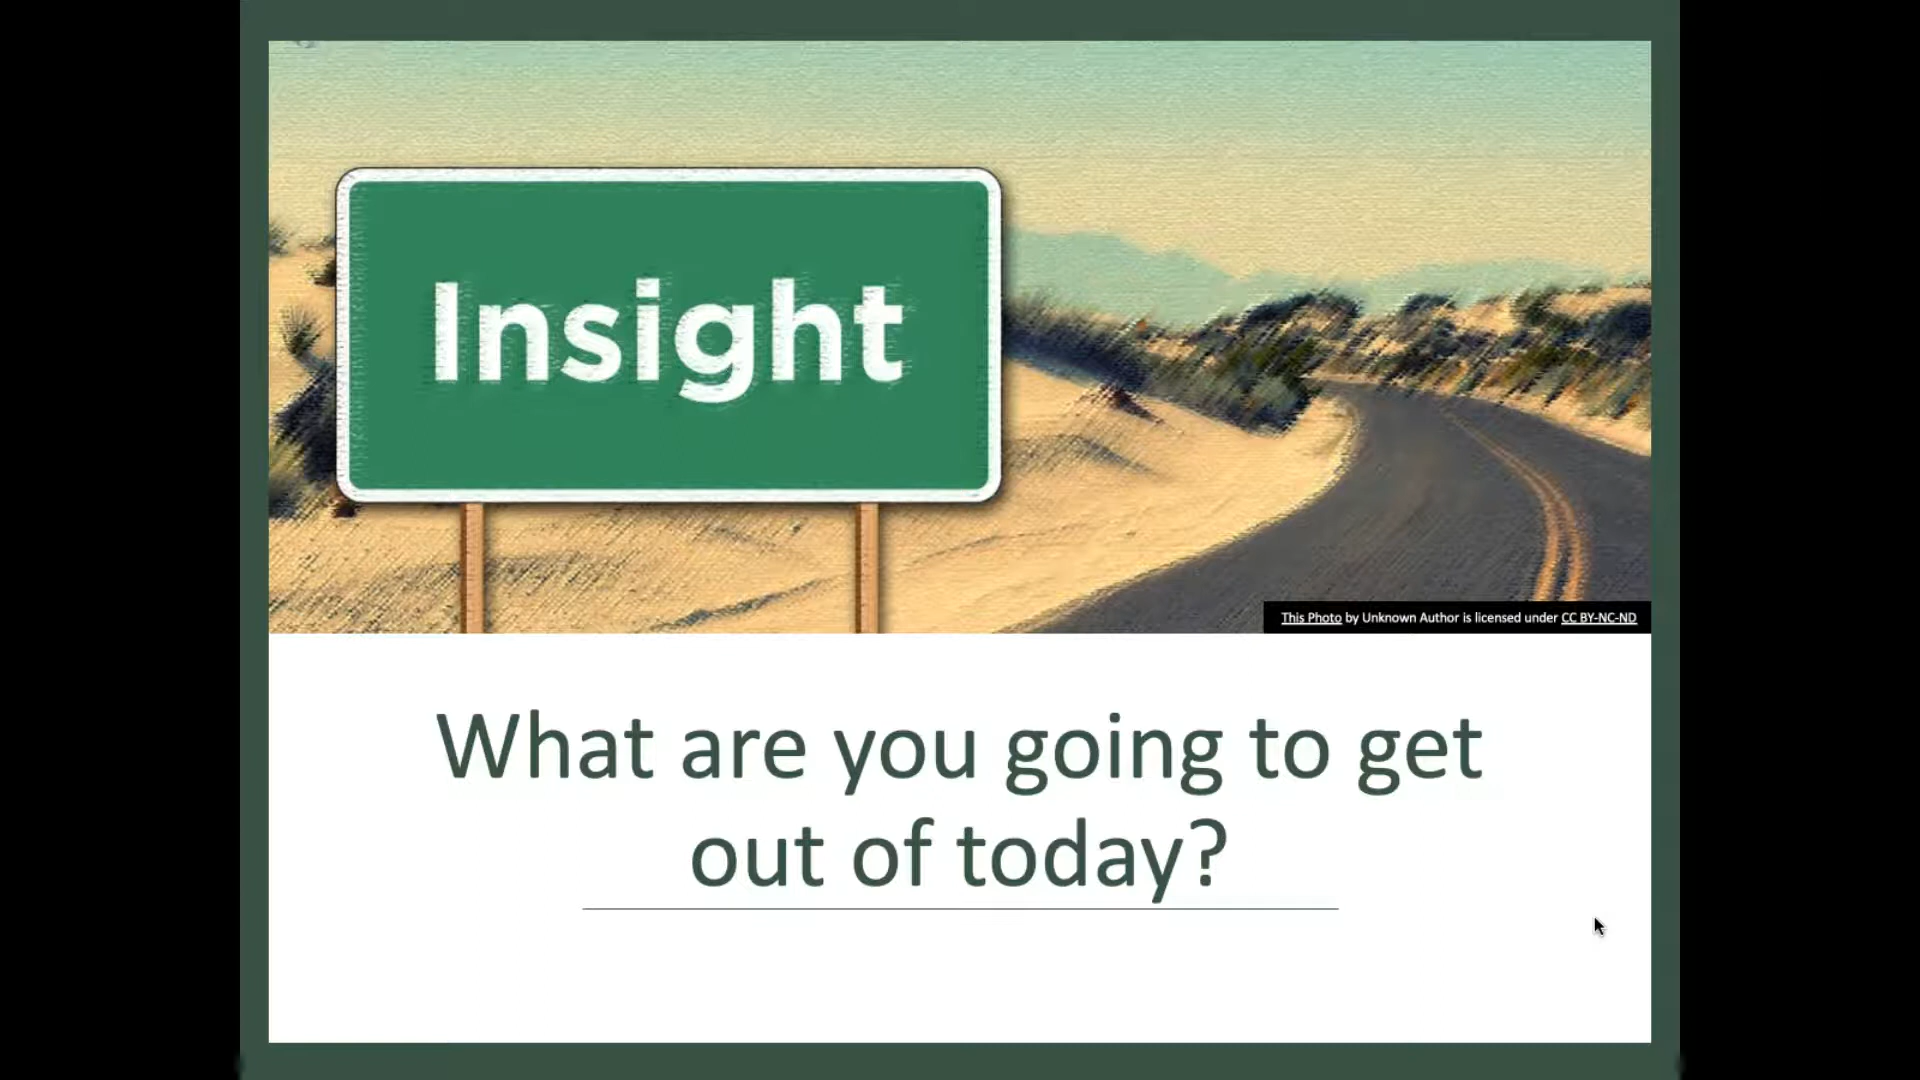 Insight
This Photo by Unknown Author is licensed under CC BY-NC-ND
What are you going to get
out of today?